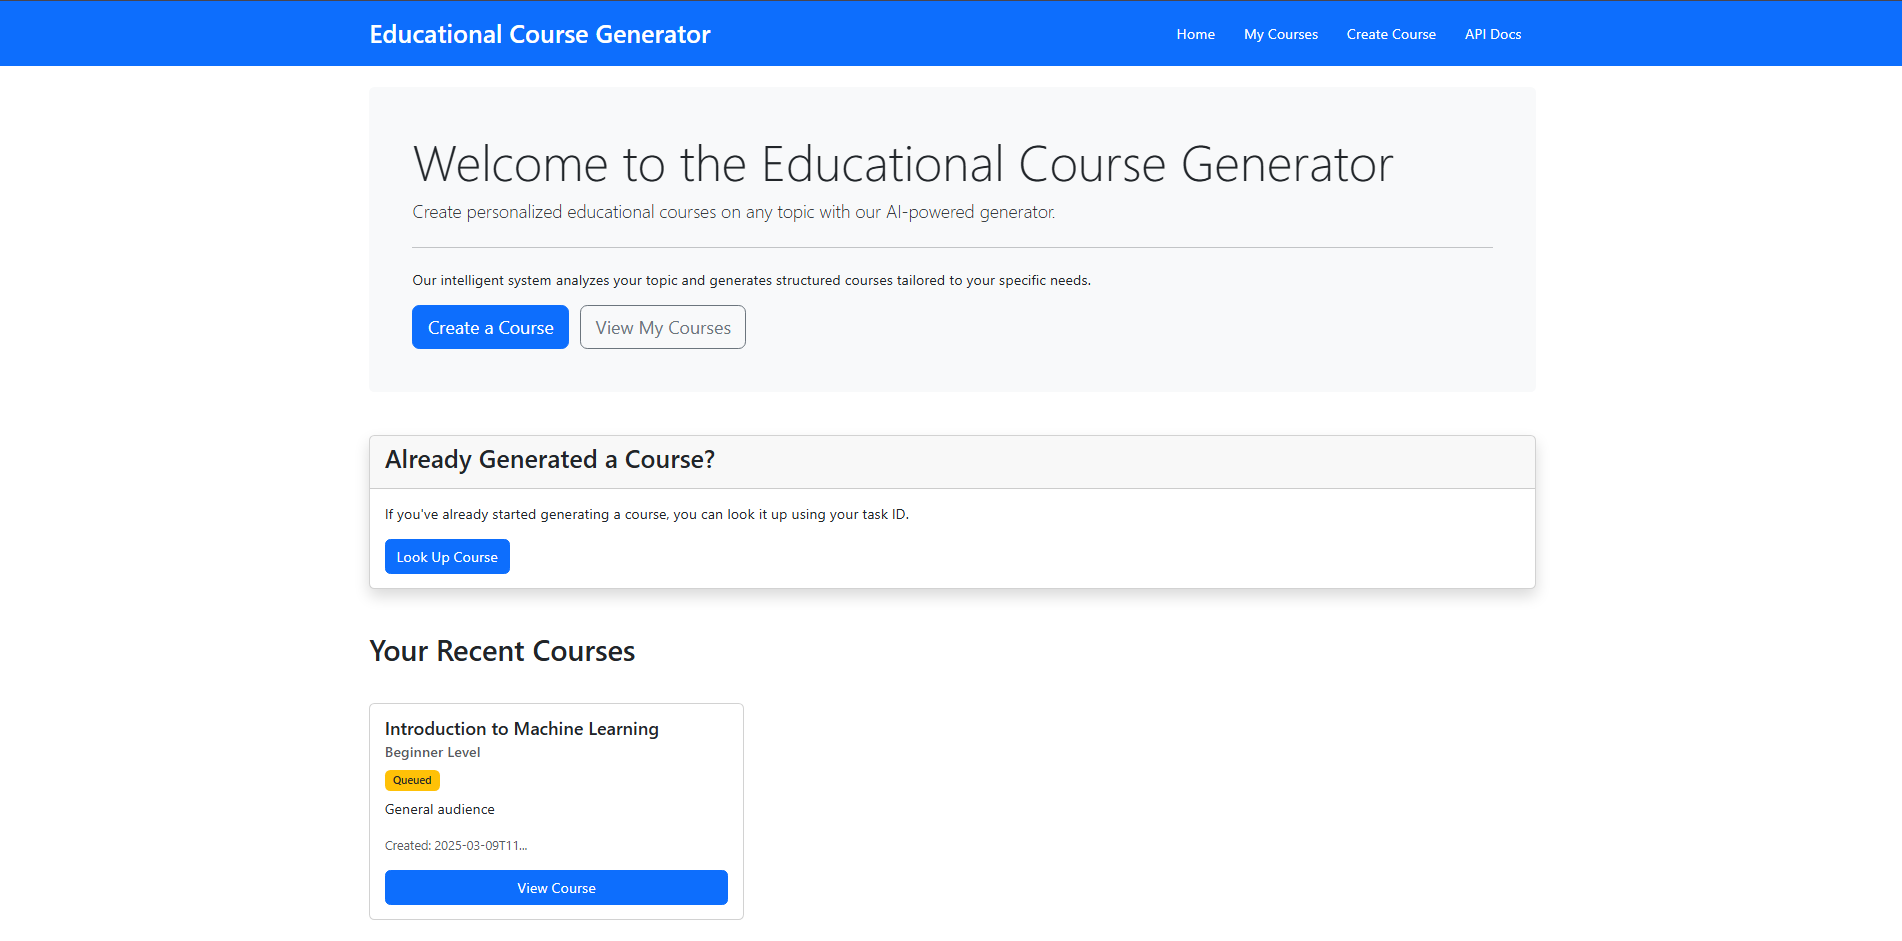 Educational Course Generator
Home My Courses Create Course API Docs
Welcome to the Educational Course Generator
Create personalized educational courses on any topic with our AI-powered generator.
Our intelligent system analyzes your topic and generates structured courses tailored to your specific needs.
Create a Course View My Courses
Already Generated a Course?
If you've already started generating a course, you can look it up using your task ID.
Look Up Course
Your Recent Courses
Introduction to Machine Learning
Beginner Level
Queued
General audience
Created: 2025-03-09T11...
View Course